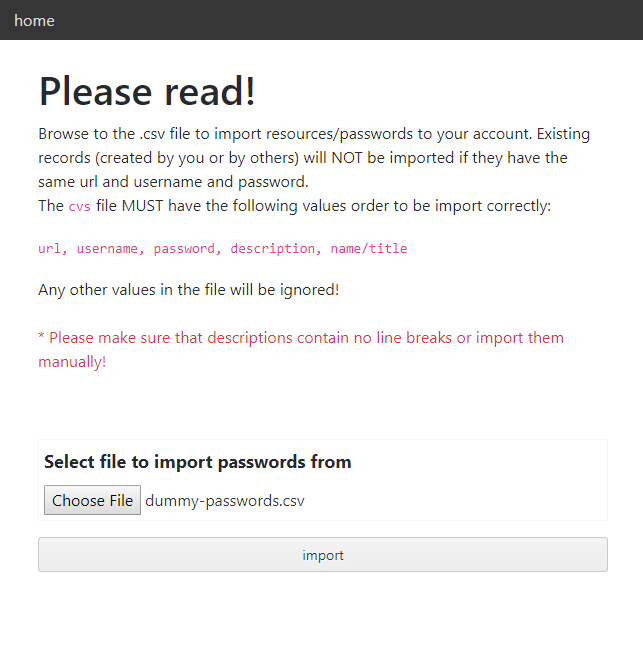 home
Please read!
Browse to the .csv file to import resources/passwords to your account. Existing
records (created by you or by others) will NOT be imported if they have the
same url and username and password.
The cvs file MUST have the following values order to be import correctly:
url, username, password, description, name/title
Any other values in the file will be ignored!
* Please make sure that descriptions contain no line breaks or import them
manually!
Select file to import passwords from
Choose File dummy-passwords.csv
import